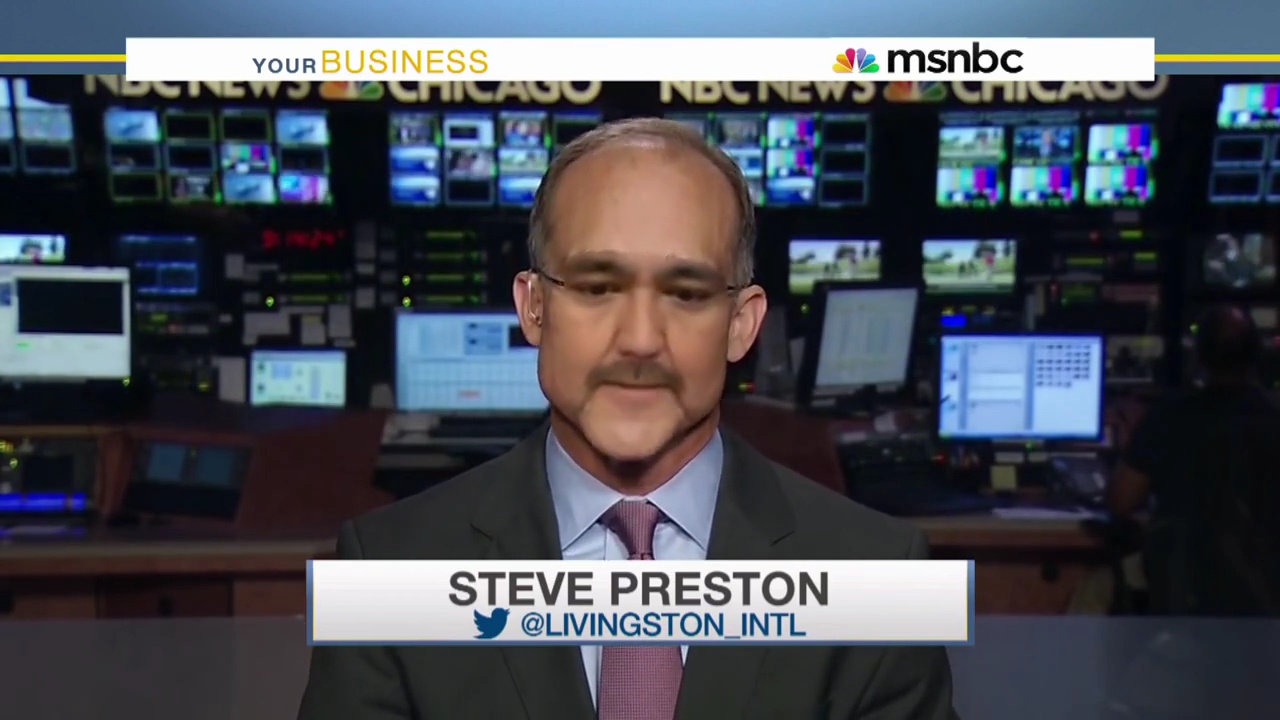 YOUR BUSINESS
msnbc
NBC NEWS CHICAGO NBC NEWS CHICAGO
STEVE PRESTON
@LIVINGSTON_INTL